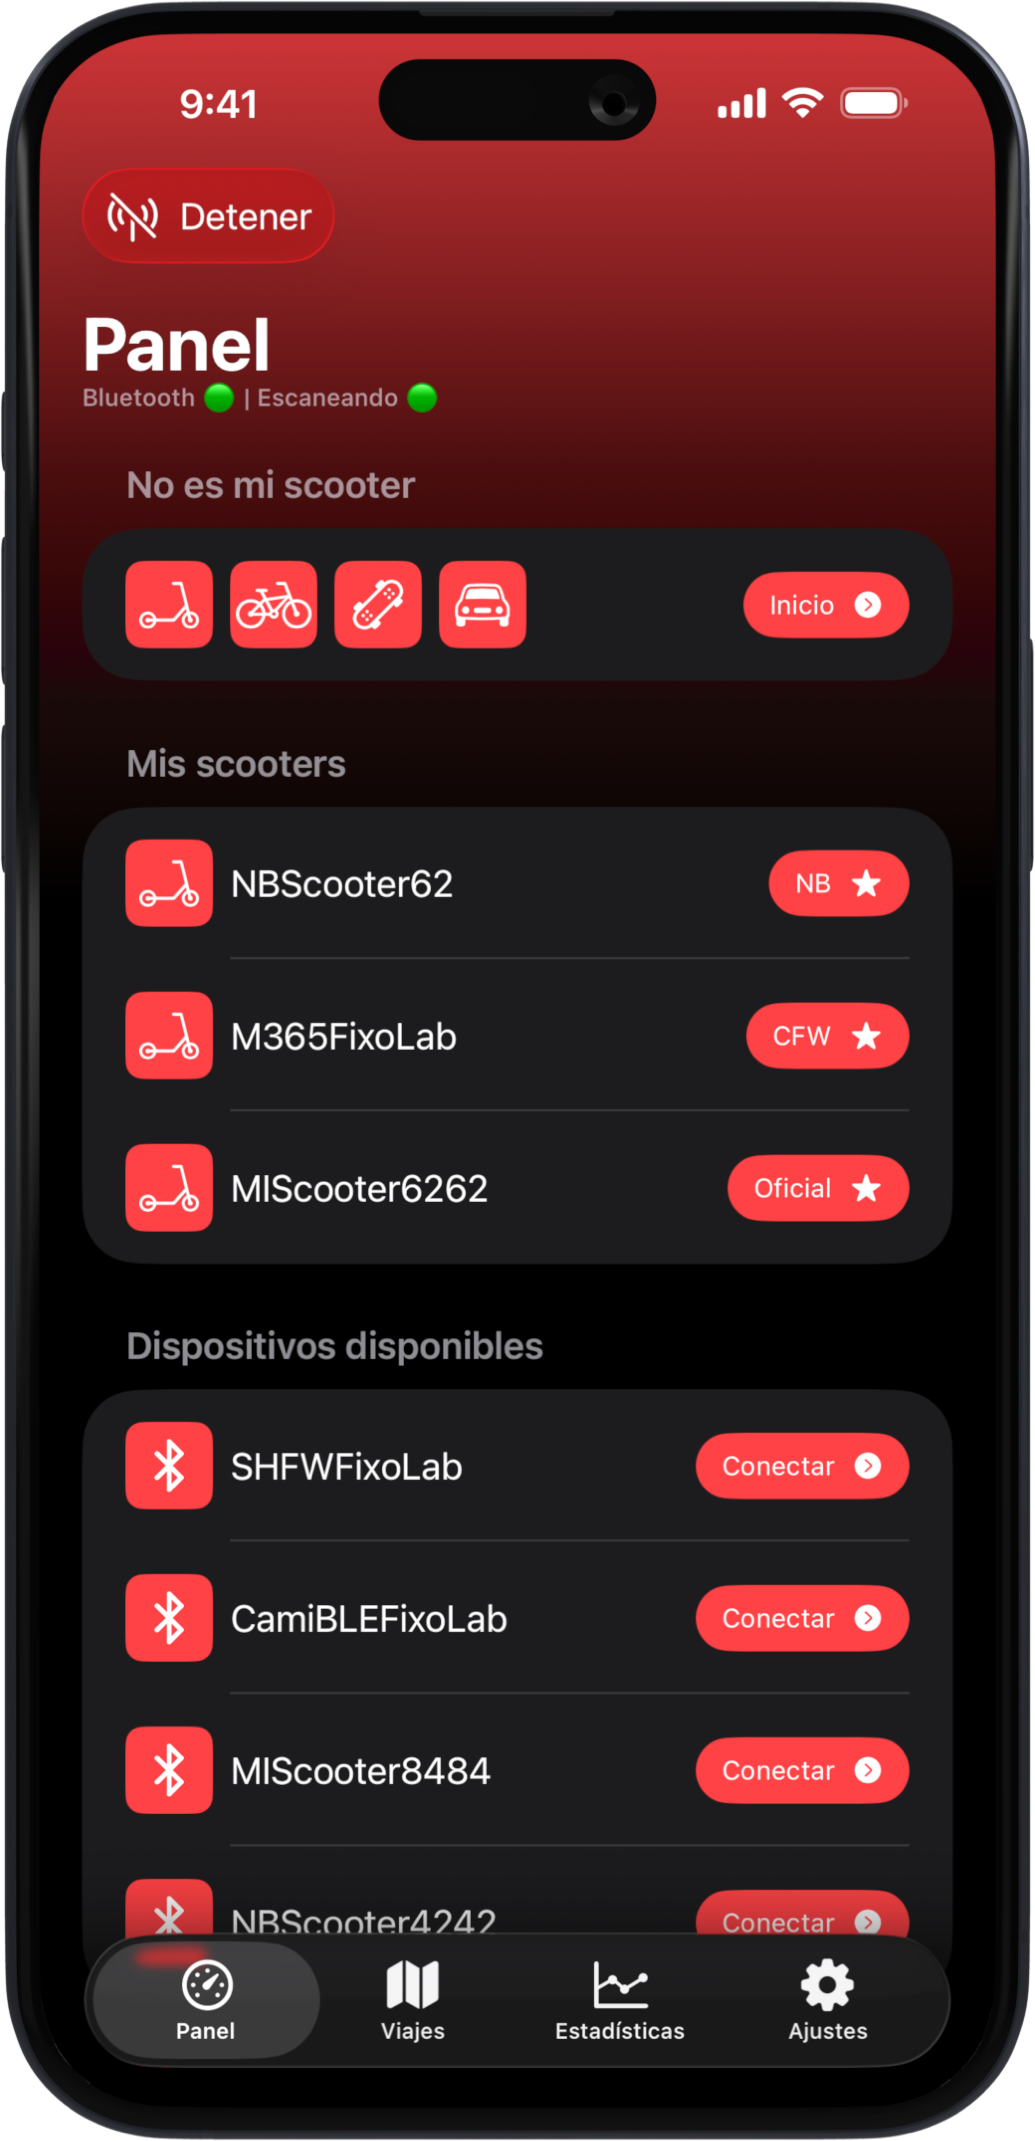 9:41
Detener
Panel
Bluetooth 🟢 | Escaneando 🟢
No es mi scooter
Inicio
Mis scooters
NBScooter62
NB
M365FixoLab
CFW
MIScooter6262
Oficial
Dispositivos disponibles
SHFWFixoLab
Conectar
CamiBLEFixoLab
Conectar
MIScooter8484
Conectar
NBScooter4242
Conectar
Panel
Viajes
Estadísticas
Ajustes